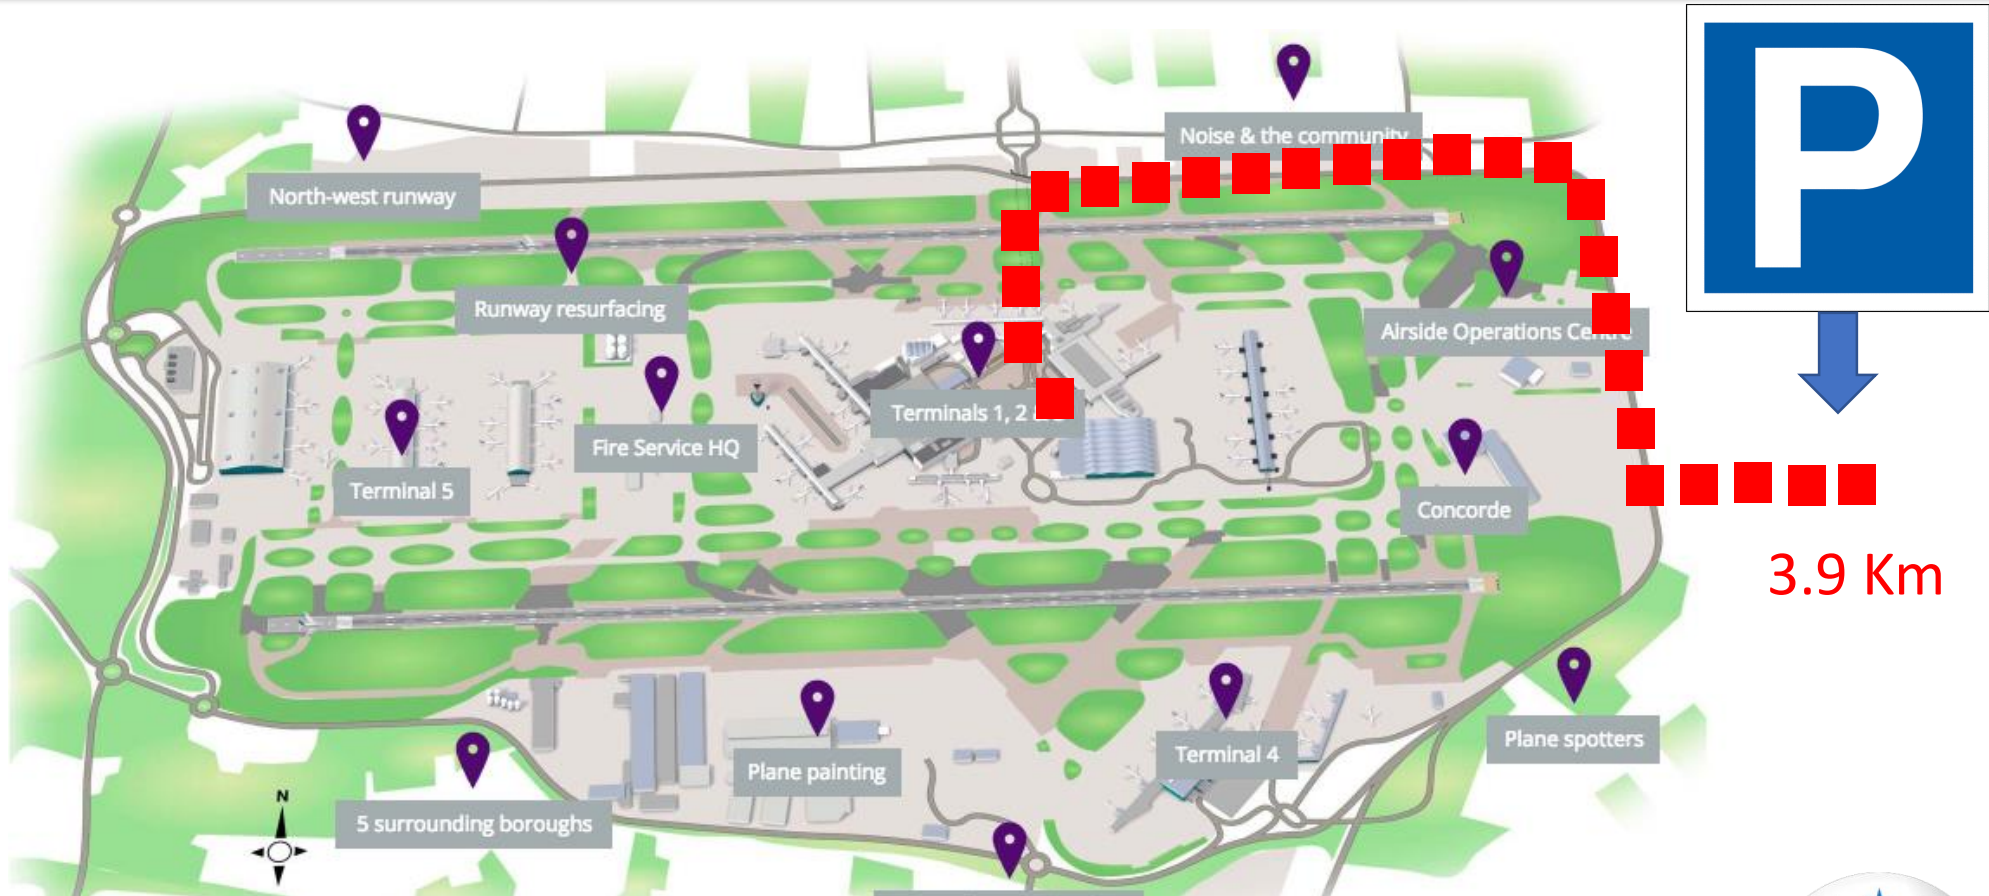 P
Noise & the community
North-west runway
Runway resurfacing
Airside Operations Centre
Terminals 1, 2
Fire Service HQ
Terminal 5
Concorde
3.9 Km
Terminal 4
Plane spotters
Plane painting
N
5 surrounding boroughs